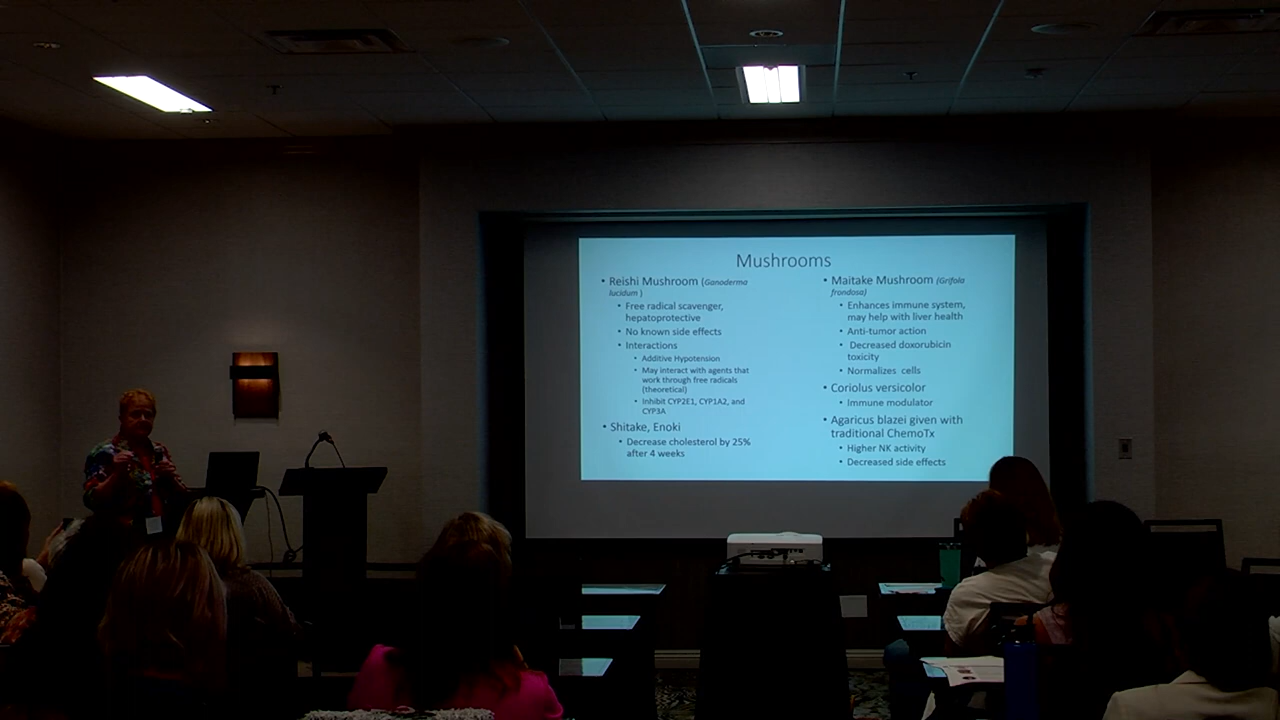 Mushrooms
• Reishi Mushroom (Ganoderma
lucidum )
• Free radical scavenger,
hepatoprotective
• No known side effects
• Interactions
• Additive Hypotension
• May interact with agents that
work through free radicals
(theoretical)
• Inhibit CYP2E1, CYP1A2, and
CYP3A
• Shitake, Enoki
• Decrease cholesterol by 25%
after 4 weeks
• Maitake Mushroom (Grifola
frondosa)
• Enhances immune system,
may help with liver health
• Anti-tumor action
• Decreased doxorubicin
toxicity
• Normalizes cells
• Coriolus versicolor
• Immune modulator
• Agaricus blazei given with
traditional ChemoTx
• Higher NK activity
• Decreased side effects